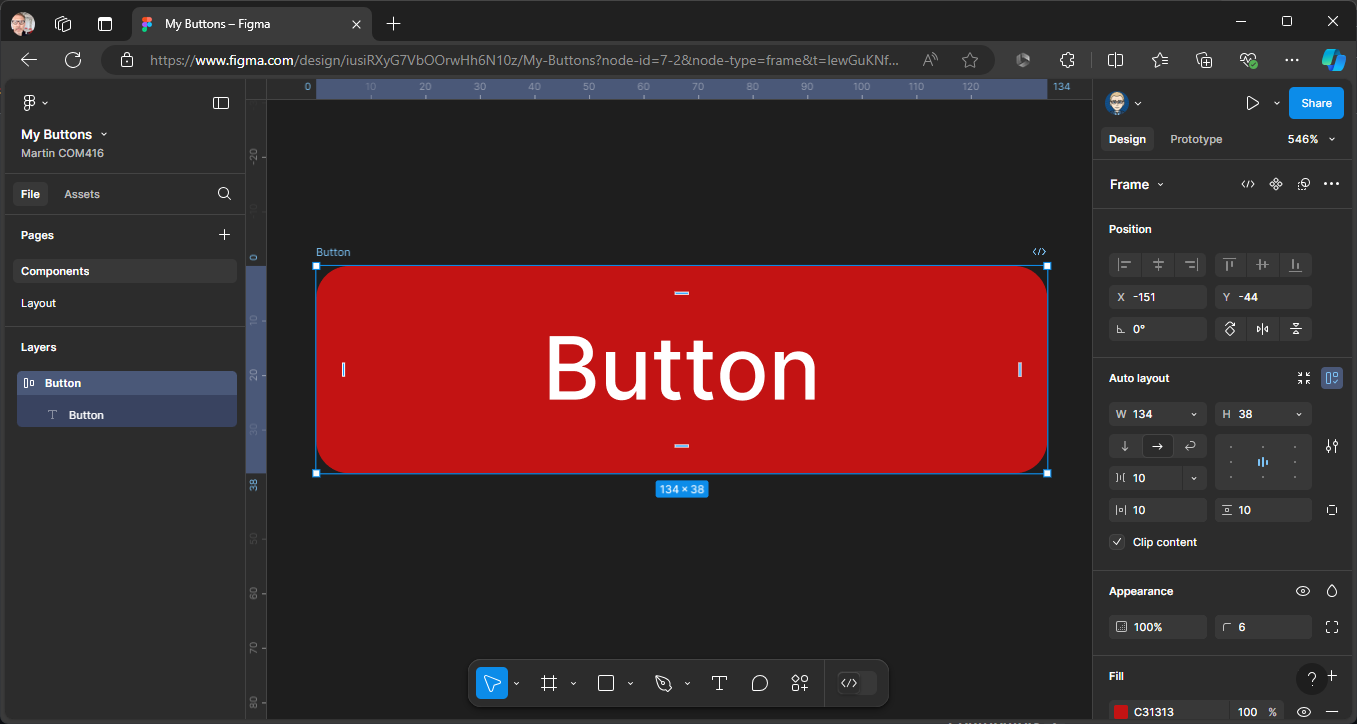 My Buttons – Figma
https://www.figma.com/design/iusiRXyG7VbOOrwHh6N10z/My-Buttons?node-id=7-2&node-type=frame&t=IewGuKNf...
My Buttons
Martin COM416
File Assets
Pages
Components
Layout
Layers
Button
Button
0 10 20 30 40 50 60 70 80 90 100 110 120 134
-20
10
0
10
20
30
38
50
60
70
80
Button
Button
134 × 38
Share
Design Prototype 546%
Frame
Position
X -151 Y -44
0°
Auto layout
W 134 H 38
10
10 10
Clip content
Appearance
100% 6
Fill
?
C31313 100 %